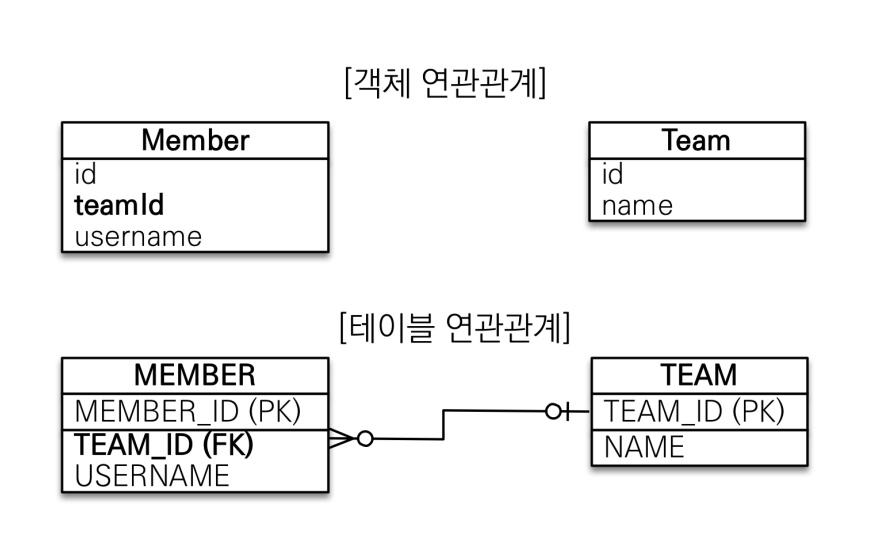 [객체 연관관계]
Member
id
teamId
username
Team
id
name
[테이블 연관관계]
MEMBER
MEMBER_ID (PK)
TEAM_ID (FK)
USERNAME
TEAM
TEAM_ID (PK)
NAME